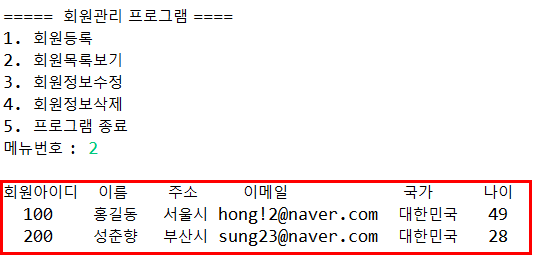 ===== 회원관리 프로그램 ====
1. 회원등록
2. 회원목록보기
3. 회원정보수정
4. 회원정보삭제
5. 프로그램 종료
메뉴번호 : 2
회원아이디 이름 주소 이메일 국가 나이
100 홍길동 서울시 hong!2@naver.com 대한민국 49
200 성춘향 부산시 sung23@naver.com 대한민국 28